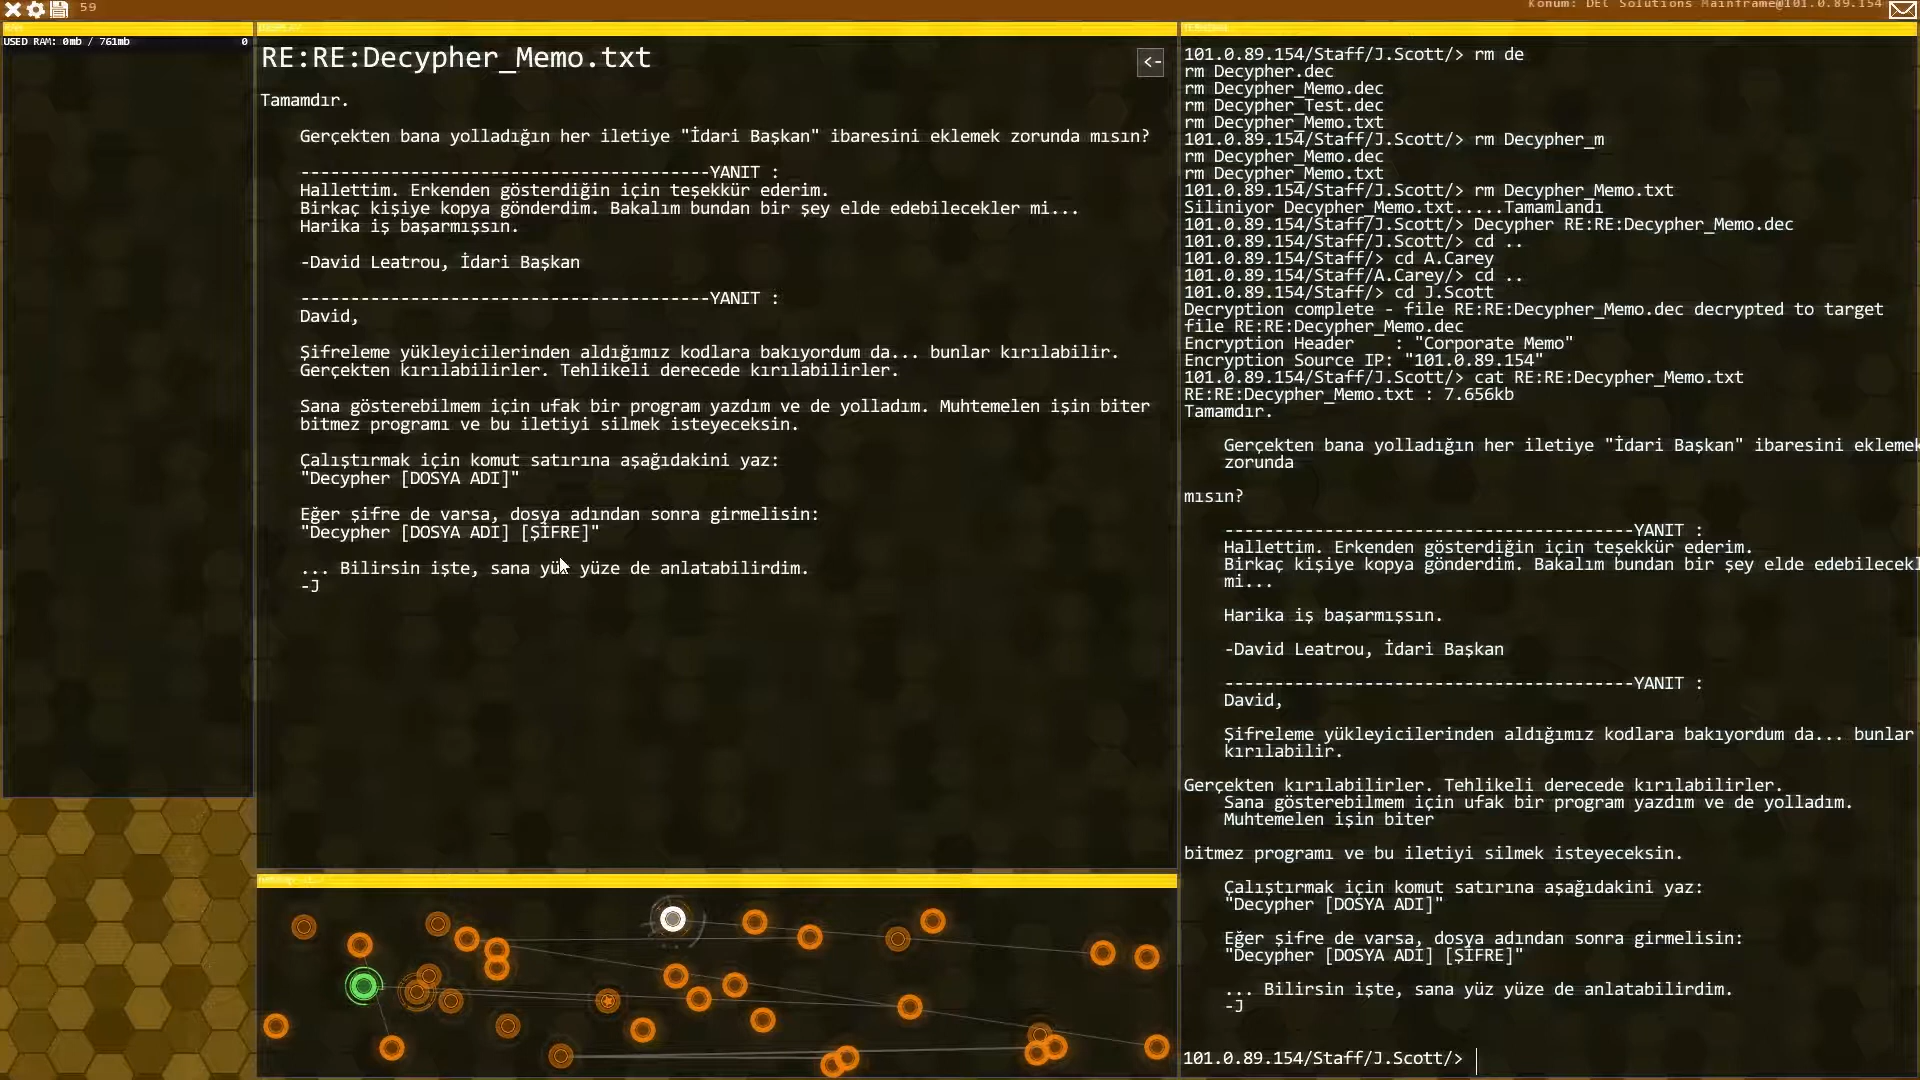 59
Konum: DEC Solutions Mainframe@101.0.89.154
USED RAM: 0mb / 761mb
0
RE:RE:Decypher_Memo.txt
<-
Tamamdır.
Gerçekten bana yolladığın her iletiye "İdari Başkan" ibaresini eklemek zorunda mısın?
-----------------------------------------YANIT :
Hallettim. Erkenden gösterdiğin için teşekkür ederim.
Birkaç kişiye kopya gönderdim. Bakalım bundan bir şey elde edebilecekler mi...
Harika iş başarmışsın.
-David Leatrou, İdari Başkan
-----------------------------------------YANIT :
David,
Şifreleme yükleyicilerinden aldığımız kodlara bakıyordum da... bunlar kırılabilir.
Gerçekten kırılabilirler. Tehlikeli derecede kırılabilirler.
Sana gösterebilmem için ufak bir program yazdım ve de yolladım. Muhtemelen işin biter
bitmez programı ve bu iletiyi silmek isteyeceksin.
Çalıştırmak için komut satırına aşağıdakini yaz:
"Decypher [DOSYA ADI]"
Eğer şifre de varsa, dosya adından sonra girmelisin:
"Decypher [DOSYA ADI] [ŞİFRE]"
... Bilirsin işte, sana yüz yüze de anlatabilirdim.
-J
101.0.89.154/Staff/J.Scott/> rm de
rm Decypher.dec
rm Decypher_Memo.dec
rm Decypher_Test.dec
rm Decypher_Memo.txt
101.0.89.154/Staff/J.Scott/> rm Decypher_m
rm Decypher_Memo.dec
rm Decypher_Memo.txt
101.0.89.154/Staff/J.Scott/> rm Decypher_Memo.txt
Siliniyor Decypher_Memo.txt.....Tamamlandı
101.0.89.154/Staff/J.Scott/> Decypher RE:RE:Decypher_Memo.dec
101.0.89.154/Staff/J.Scott/> cd ..
101.0.89.154/Staff/> cd A.Carey
101.0.89.154/Staff/A.Carey/> cd ..
101.0.89.154/Staff/> cd J.Scott
Decryption complete - file RE:RE:Decypher_Memo.dec decrypted to target
file RE:RE:Decypher_Memo.dec
Encryption Header   : "Corporate Memo"
Encryption Source IP: "101.0.89.154"
101.0.89.154/Staff/J.Scott/> cat RE:RE:Decypher_Memo.txt
RE:RE:Decypher_Memo.txt : 7.656kb
Tamamdır.
Gerçekten bana yolladığın her iletiye "İdari Başkan" ibaresini eklemek
zorunda
mısın?
-----------------------------------------YANIT :
Hallettim. Erkenden gösterdiğin için teşekkür ederim.
Birkaç kişiye kopya gönderdim. Bakalım bundan bir şey elde edebilecekl
mi...
Harika iş başarmışsın.
-David Leatrou, İdari Başkan
-----------------------------------------YANIT :
David,
Şifreleme yükleyicilerinden aldığımız kodlara bakıyordum da... bunlar
kırılabilir.
Gerçekten kırılabilirler. Tehlikeli derecede kırılabilirler.
Sana gösterebilmem için ufak bir program yazdım ve de yolladım.
Muhtemelen işin biter
bitmez programı ve bu iletiyi silmek isteyeceksin.
Çalıştırmak için komut satırına aşağıdakini yaz:
"Decypher [DOSYA ADI]"
Eğer şifre de varsa, dosya adından sonra girmelisin:
"Decypher [DOSYA ADI] [ŞİFRE]"
... Bilirsin işte, sana yüz yüze de anlatabilirdim.
-J
101.0.89.154/Staff/J.Scott/>